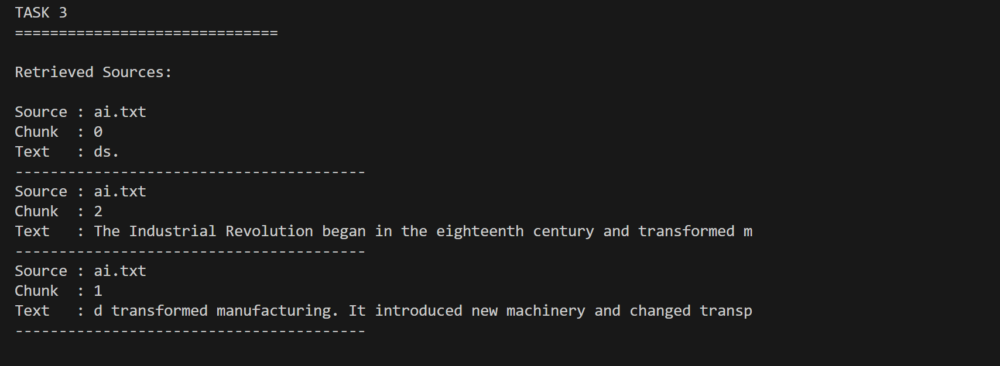 TASK 3
==============================
Retrieved Sources:
Source : ai.txt
Chunk  : 0
Text   : ds.
----------------------------------------
Source : ai.txt
Chunk  : 2
Text   : The Industrial Revolution began in the eighteenth century and transformed m
----------------------------------------
Source : ai.txt
Chunk  : 1
Text   : d transformed manufacturing. It introduced new machinery and changed transp
----------------------------------------